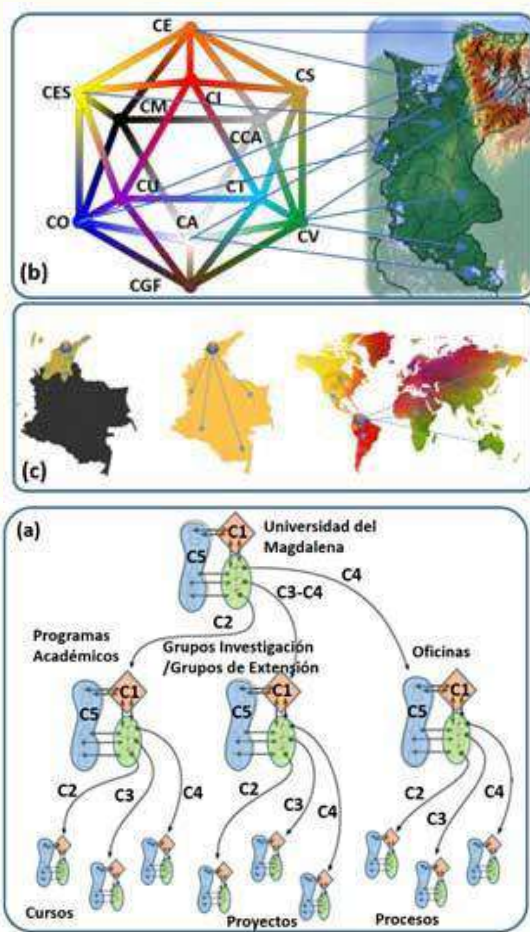 CE
CES
CS
CI
CM
CCA
CU
CT
CO
CA
CV
CGF
(b)
(c)
(a)
Universidad del
Magdalena
C1
C5
C4
C3-C4
C2
Programas
Académicos
Grupos Investigación
/Grupos de Extensión
Oficinas
C1
C1
C1
C5
C5
C5
C2
C3
C4
C2
C3
C4
C2
C3
C4
Cursos
Proyectos
Procesos